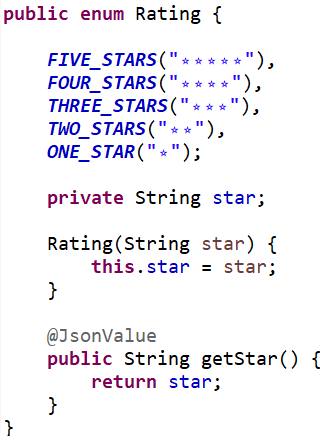 public enum Rating {
FIVE_STARS("⭐⭐⭐⭐⭐"),
FOUR_STARS("⭐⭐⭐⭐"),
THREE_STARS("⭐⭐⭐"),
TWO_STARS("⭐⭐"),
ONE_STAR("⭐");
private String star;
Rating(String star) {
this.star = star;
}
@JsonValue
public String getStar() {
return star;
}
}